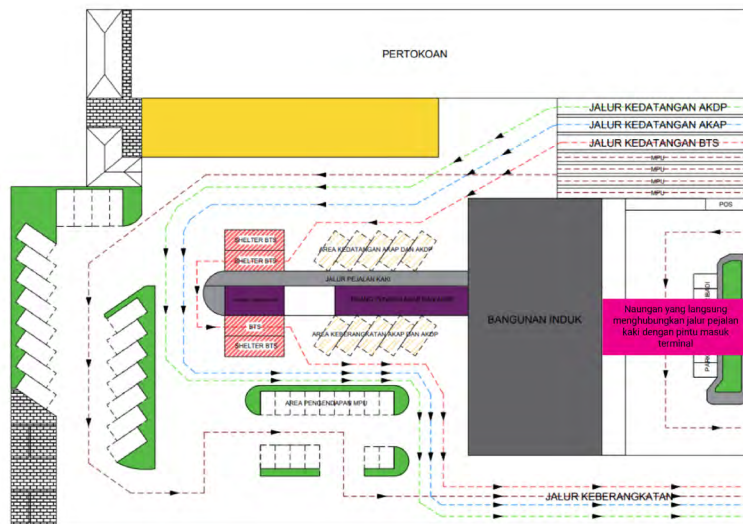 PERTOKOAN
JALUR KEDATANGAN AKDP
JALUR KEDATANGAN AKAP
JALUR KEDATANGAN BTS
MPU
MPU
MPU
POS
SHELTER BTS
SHELTER BTS
AREA KEDATANGAN AKAP DAN AKDP
JALUR PEJALAN KAKI
BTS
SHELTER BTS
AREA KEBERANGKATAN AKAP DAN AKDP
BANGUNAN INDUK
Naungan yang langsung
menghubungkan jalur pejalan
kaki dengan pintu masuk
terminal
AREA PENGENDAPAN MPU
JALUR KEBERANGKATAN